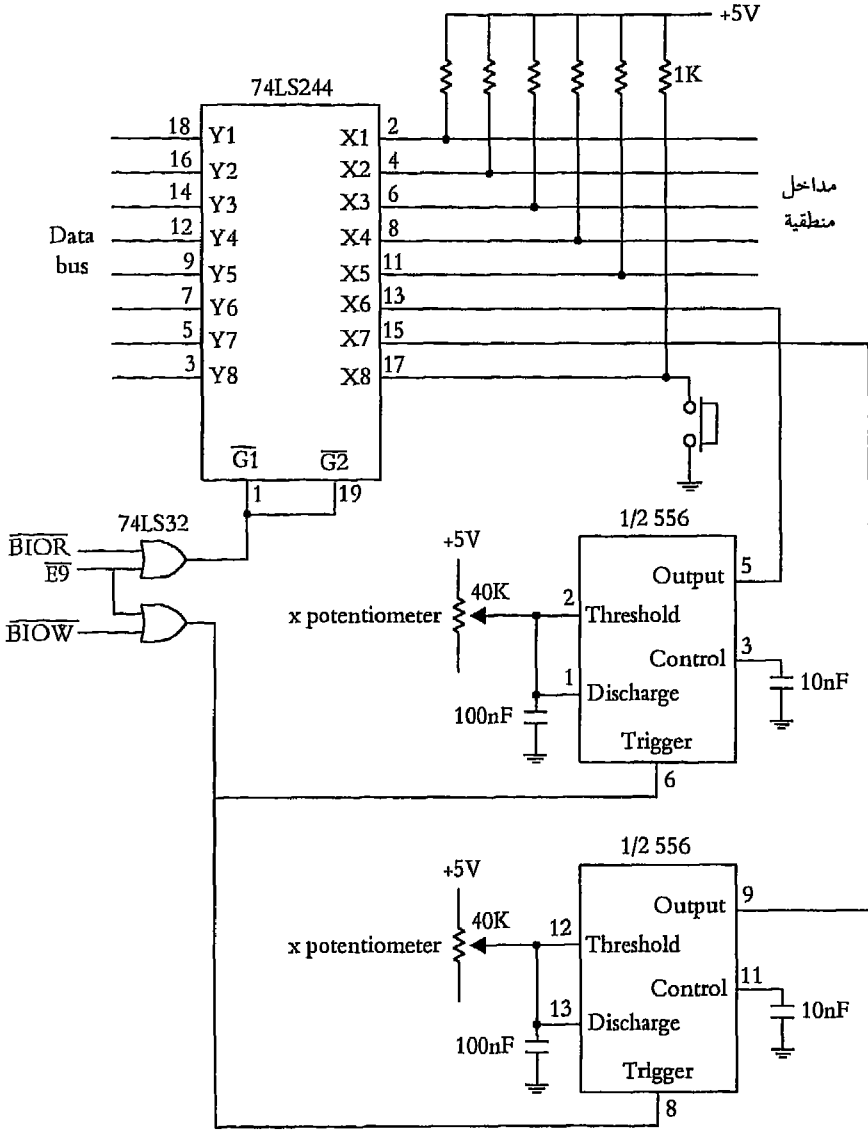 +5V
74LS244
1K
18 Y1 X1 2
16 Y2 X2 4
14 Y3 X3 6
مداخل
منطقية
12 Y4 X4 8
Data
bus
9 Y5 X5 11
7 Y6 X6 13
5 Y7 X7 15
3 Y8 X8 17
G1 G2
1 19
74LS32
BIOR
E9
BIOW
1/2 556
+5V
40K
x potentiometer
Output 5
2 Threshold
Control 3
1 Discharge
10nF
100nF
Trigger
6
1/2 556
+5V
40K
x potentiometer
Output 9
12 Threshold
Control 11
13 Discharge
10nF
100nF
Trigger
8